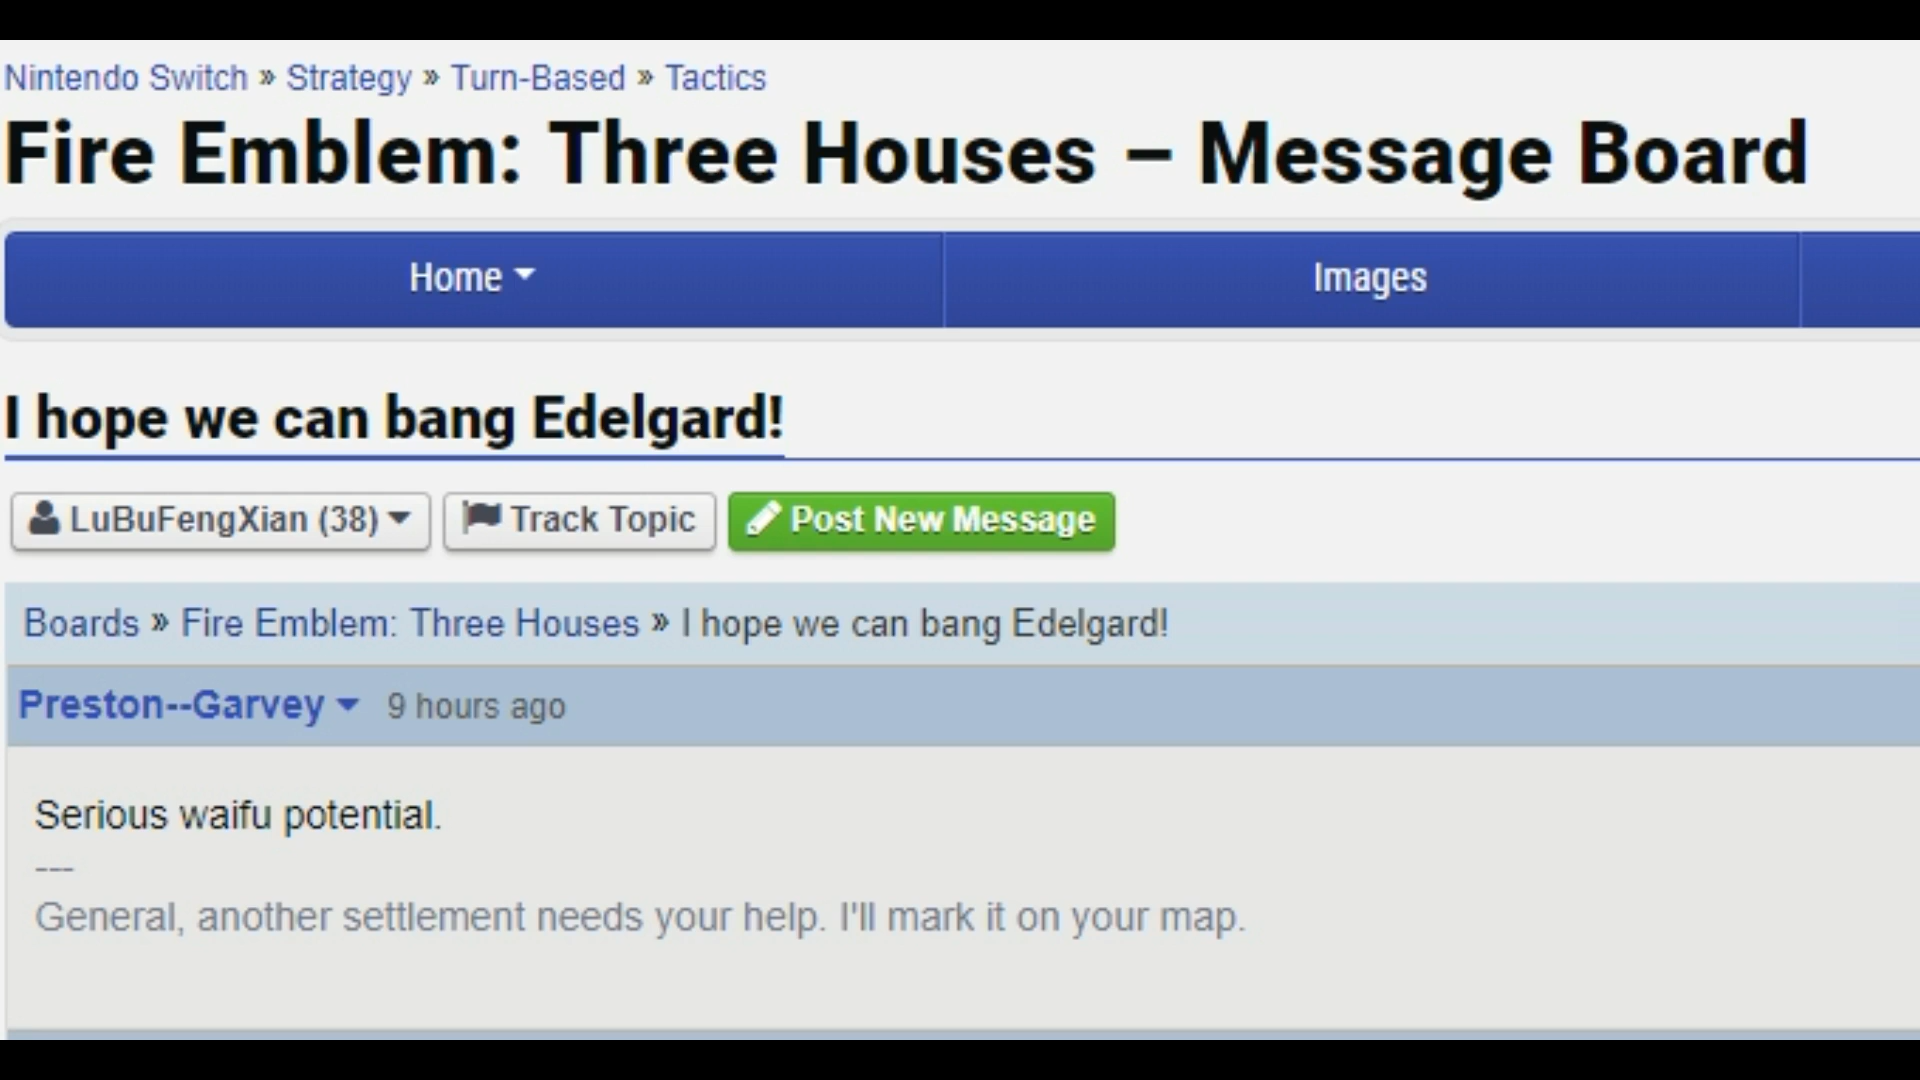 Nintendo Switch » Strategy » Turn-Based » Tactics
Fire Emblem: Three Houses – Message Board
Home Images
I hope we can bang Edelgard!
LuBuFengXian (38) Track Topic Post New Message
Boards » Fire Emblem: Three Houses » I hope we can bang Edelgard!
Preston--Garvey 9 hours ago
Serious waifu potential.
---
General, another settlement needs your help. I'll mark it on your map.